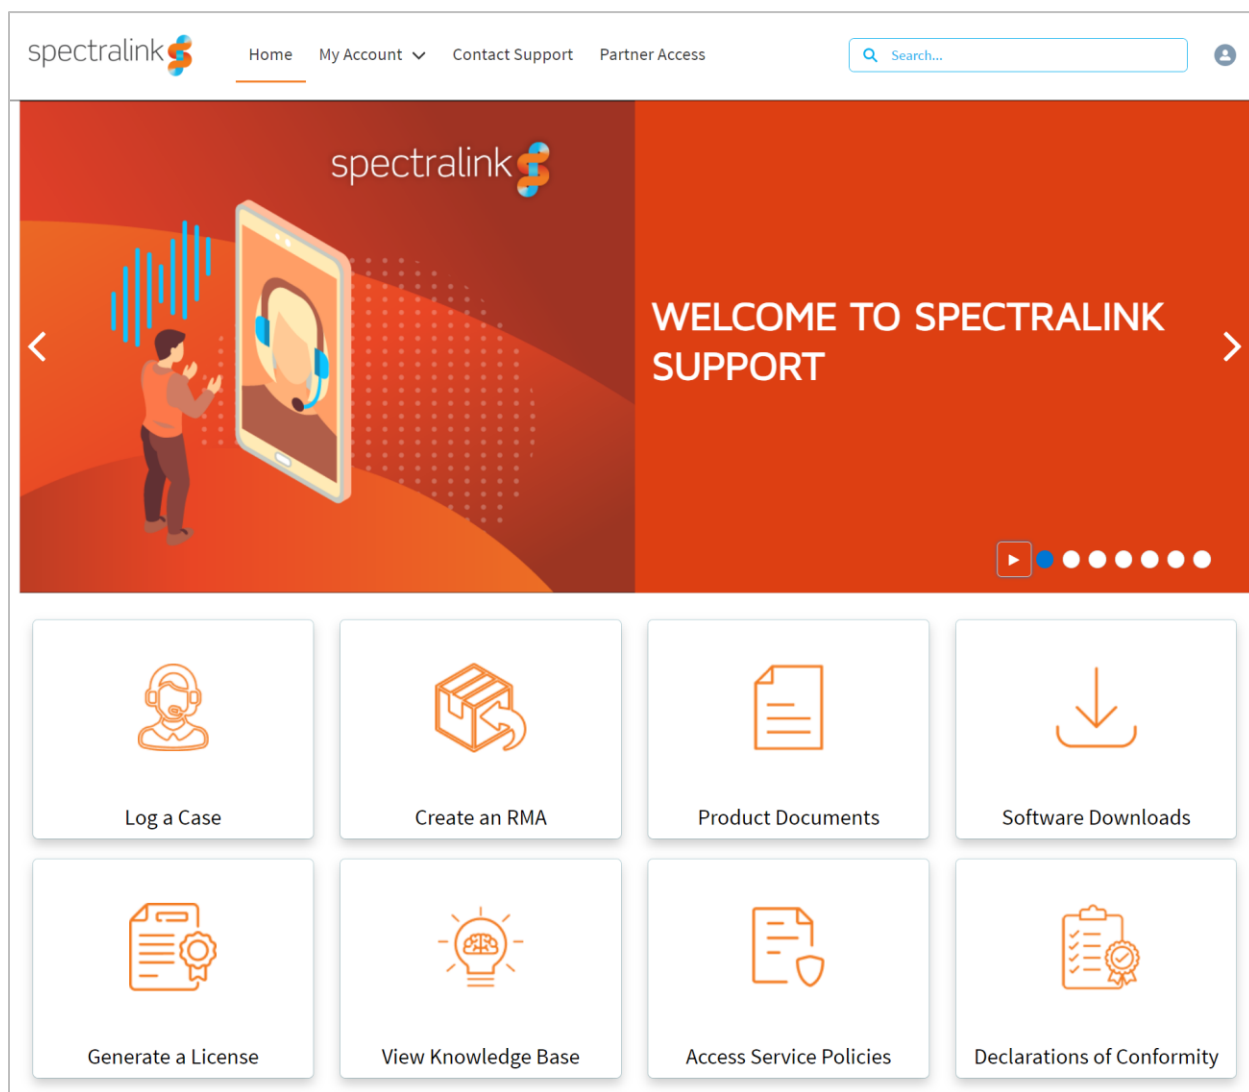 spectralink
Home My Account Contact Support Partner Access
Search...
spectralink
WELCOME TO SPECTRALINK
SUPPORT
Log a Case
Create an RMA
Product Documents
Software Downloads
Generate a License
View Knowledge Base
Access Service Policies
Declarations of Conformity